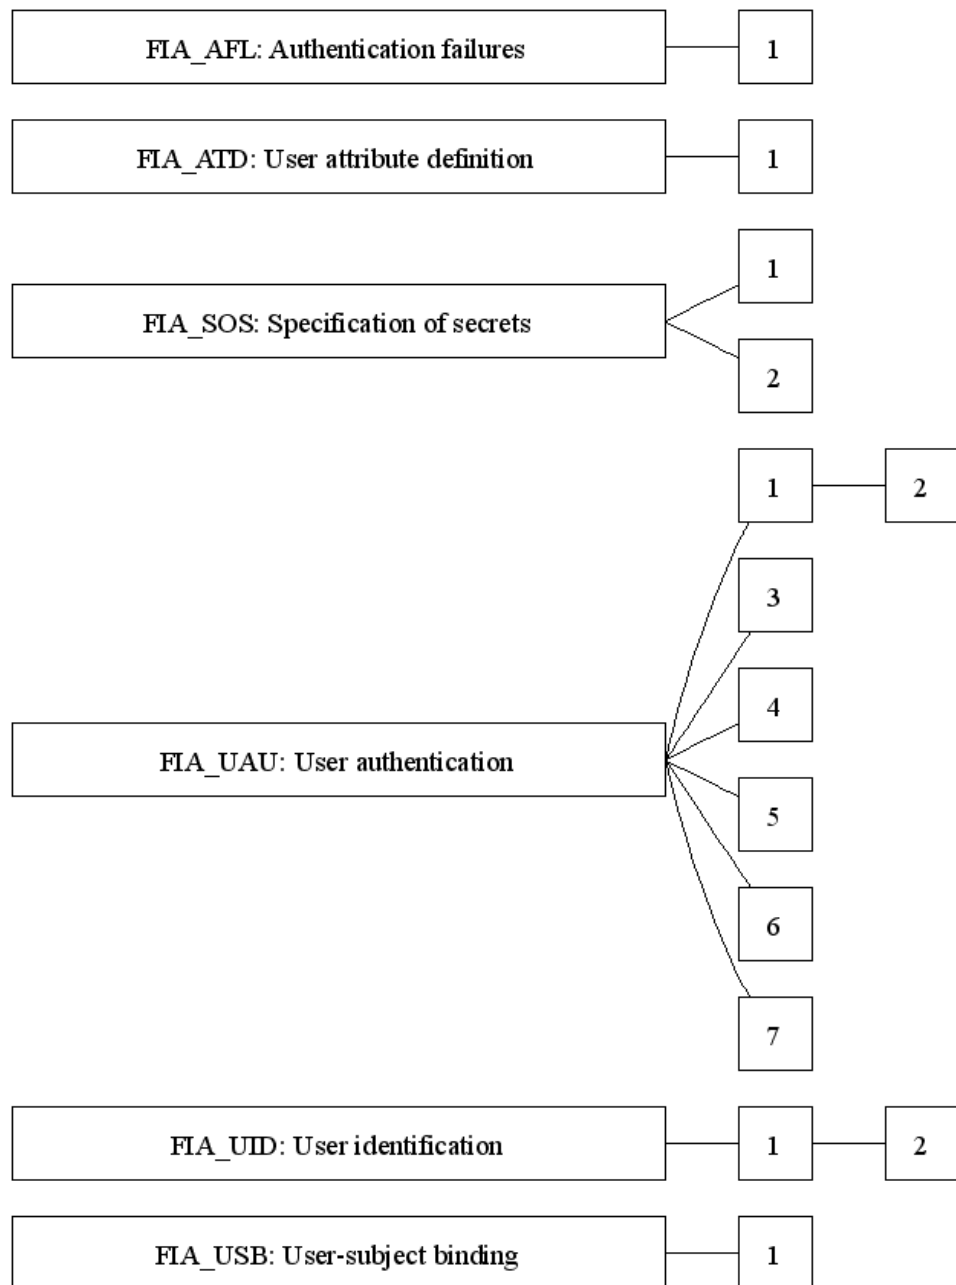 FIA_AFL: Authentication failures 1
FIA_ATD: User attribute definition 1
1
FIA_SOS: Specification of secrets
2
1 2
3
4
FIA_UAU: User authentication
5
6
7
FIA_UID: User identification 1 2
FIA_USB: User-subject binding 1